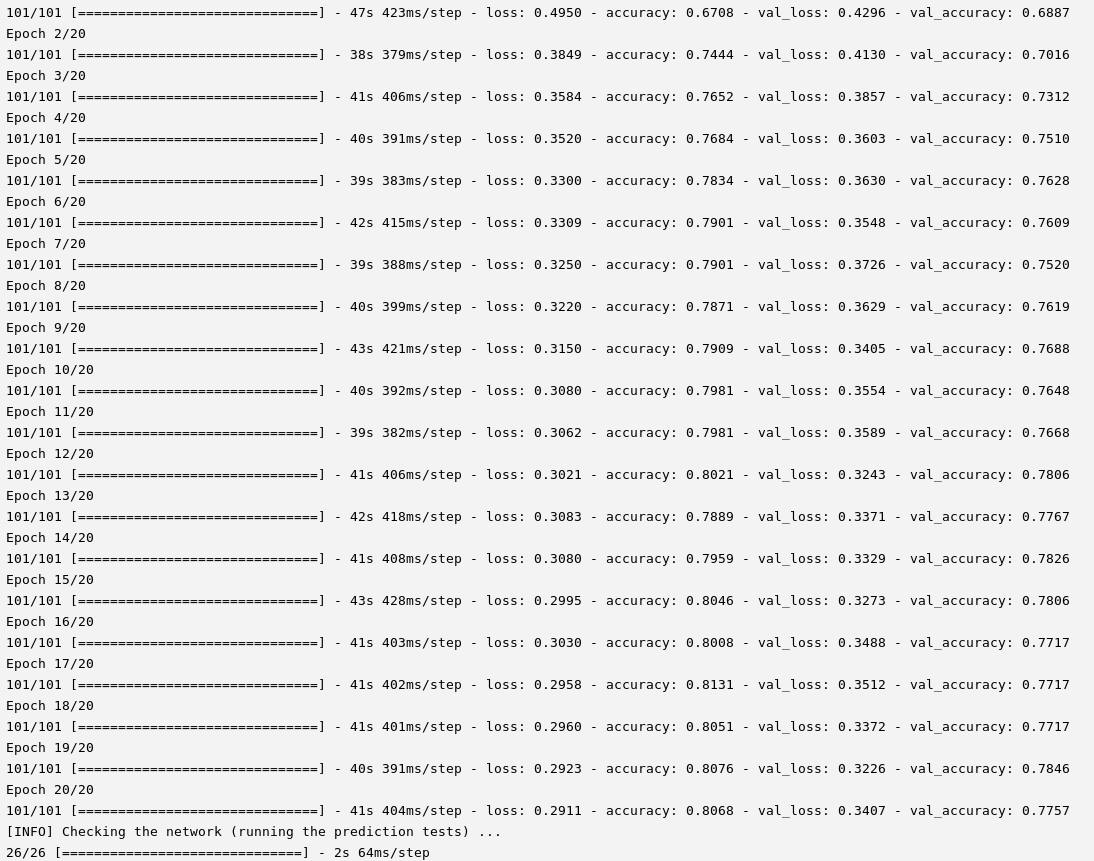 101/101 [==============================] - 47s 423ms/step - loss: 0.4950 - accuracy: 0.6708 - val_loss: 0.4296 - val_accuracy: 0.6887
Epoch 2/20
101/101 [==============================] - 38s 379ms/step - loss: 0.3849 - accuracy: 0.7444 - val_loss: 0.4130 - val_accuracy: 0.7016
Epoch 3/20
101/101 [==============================] - 41s 406ms/step - loss: 0.3584 - accuracy: 0.7652 - val_loss: 0.3857 - val_accuracy: 0.7312
Epoch 4/20
101/101 [==============================] - 40s 391ms/step - loss: 0.3520 - accuracy: 0.7684 - val_loss: 0.3603 - val_accuracy: 0.7510
Epoch 5/20
101/101 [==============================] - 39s 383ms/step - loss: 0.3300 - accuracy: 0.7834 - val_loss: 0.3630 - val_accuracy: 0.7628
Epoch 6/20
101/101 [==============================] - 42s 415ms/step - loss: 0.3309 - accuracy: 0.7901 - val_loss: 0.3548 - val_accuracy: 0.7609
Epoch 7/20
101/101 [==============================] - 39s 388ms/step - loss: 0.3250 - accuracy: 0.7901 - val_loss: 0.3726 - val_accuracy: 0.7520
Epoch 8/20
101/101 [==============================] - 40s 399ms/step - loss: 0.3220 - accuracy: 0.7871 - val_loss: 0.3629 - val_accuracy: 0.7619
Epoch 9/20
101/101 [==============================] - 43s 421ms/step - loss: 0.3150 - accuracy: 0.7909 - val_loss: 0.3405 - val_accuracy: 0.7688
Epoch 10/20
101/101 [==============================] - 40s 392ms/step - loss: 0.3080 - accuracy: 0.7981 - val_loss: 0.3554 - val_accuracy: 0.7648
Epoch 11/20
101/101 [==============================] - 39s 382ms/step - loss: 0.3062 - accuracy: 0.7981 - val_loss: 0.3589 - val_accuracy: 0.7668
Epoch 12/20
101/101 [==============================] - 41s 406ms/step - loss: 0.3021 - accuracy: 0.8021 - val_loss: 0.3243 - val_accuracy: 0.7806
Epoch 13/20
101/101 [==============================] - 42s 418ms/step - loss: 0.3083 - accuracy: 0.7889 - val_loss: 0.3371 - val_accuracy: 0.7767
Epoch 14/20
101/101 [==============================] - 41s 408ms/step - loss: 0.3080 - accuracy: 0.7959 - val_loss: 0.3329 - val_accuracy: 0.7826
Epoch 15/20
101/101 [==============================] - 43s 428ms/step - loss: 0.2995 - accuracy: 0.8046 - val_loss: 0.3273 - val_accuracy: 0.7806
Epoch 16/20
101/101 [==============================] - 41s 403ms/step - loss: 0.3030 - accuracy: 0.8008 - val_loss: 0.3488 - val_accuracy: 0.7717
Epoch 17/20
101/101 [==============================] - 41s 402ms/step - loss: 0.2958 - accuracy: 0.8131 - val_loss: 0.3512 - val_accuracy: 0.7717
Epoch 18/20
101/101 [==============================] - 41s 401ms/step - loss: 0.2960 - accuracy: 0.8051 - val_loss: 0.3372 - val_accuracy: 0.7717
Epoch 19/20
101/101 [==============================] - 40s 391ms/step - loss: 0.2923 - accuracy: 0.8076 - val_loss: 0.3226 - val_accuracy: 0.7846
Epoch 20/20
101/101 [==============================] - 41s 404ms/step - loss: 0.2911 - accuracy: 0.8068 - val_loss: 0.3407 - val_accuracy: 0.7757
[INFO] Checking the network (running the prediction tests) ...
26/26 [==============================] - 2s 64ms/step